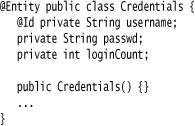 @Entity public class Credentials {
    @Id private String username;
    private String passwd;
    private int loginCount;

    public Credentials() {}
    ...
}